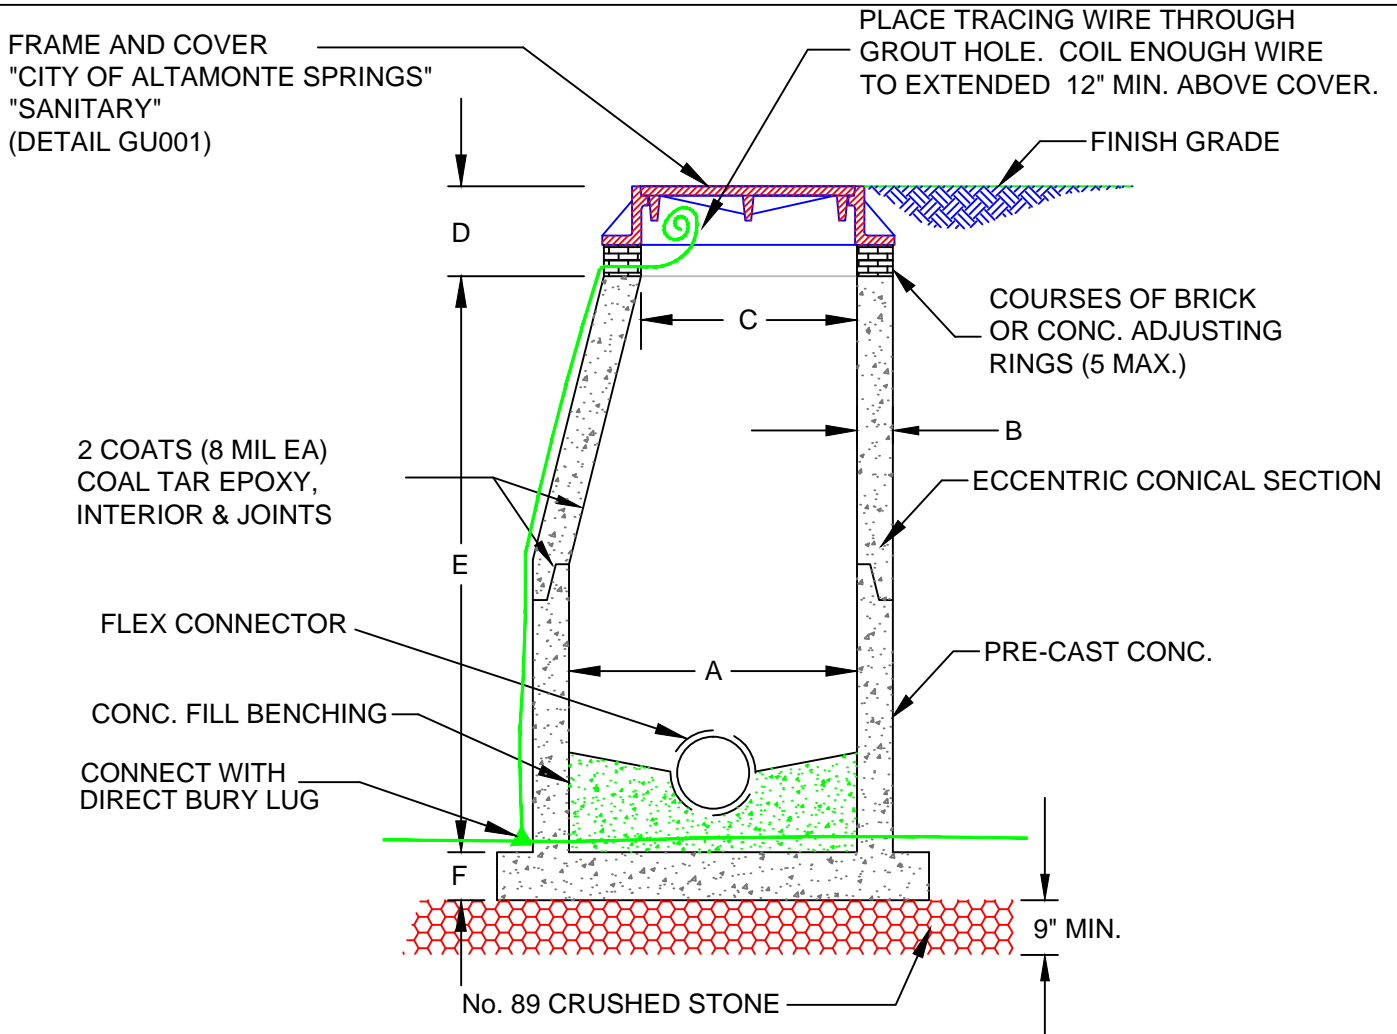 FRAME AND COVER
"CITY OF ALTAMONTE SPRINGS"
"SANITARY"
(DETAIL GU001)
PLACE TRACING WIRE THROUGH
GROUT HOLE.  COIL ENOUGH WIRE
TO EXTENDED  12" MIN. ABOVE COVER.
FINISH GRADE
D
COURSES OF BRICK
OR CONC. ADJUSTING
RINGS (5 MAX.)
C
B
2 COATS (8 MIL EA)
COAL TAR EPOXY,
INTERIOR & JOINTS
ECCENTRIC CONICAL SECTION
E
FLEX CONNECTOR
PRE-CAST CONC.
A
CONC. FILL BENCHING
CONNECT WITH
DIRECT BURY LUG
F
9" MIN.
No. 89 CRUSHED STONE